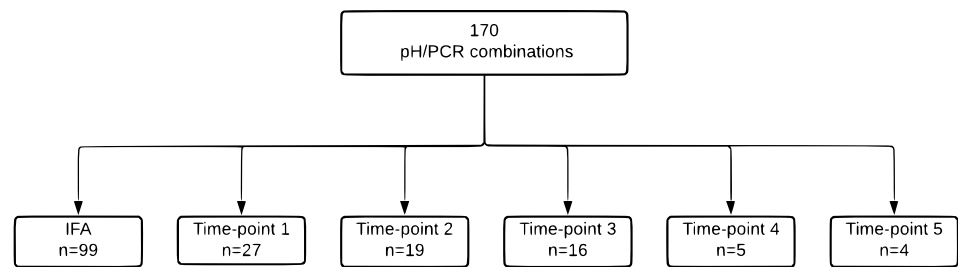 170
pH/PCR combinations
IFA
n=99
Time-point 1
n=27
Time-point 2
n=19
Time-point 3
n=16
Time-point 4
n=5
Time-point 5
n=4